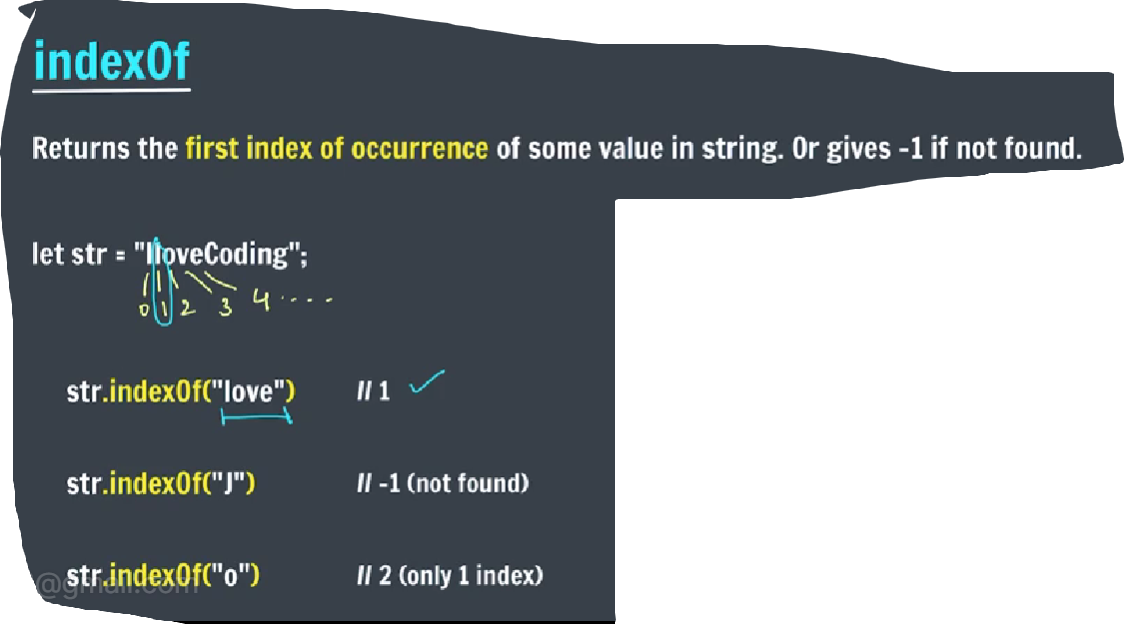 indexOf
Returns the first index of occurrence of some value in string. Or gives -1 if not found.
let str = "IloveCoding";
0 1 2 3 4 ....
str.indexOf("love") // 1
str.indexOf("J") // -1 (not found)
str.indexOf("o") // 2 (only 1 index)
@gmail.com